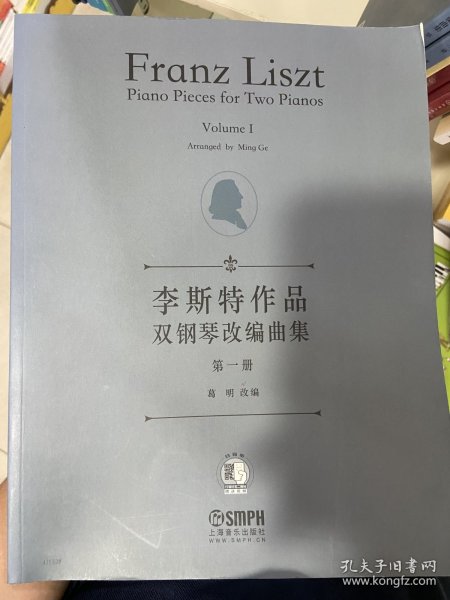 Franz Liszt
Piano Pieces for Two Pianos
Volume I
Arranged by Ming Ge
李斯特作品
双钢琴改编曲集
第一册
葛 明 改编
SMPH
上海音乐出版社
WWW.SMPH.CN
孔夫子旧书网
www.kongfz.com